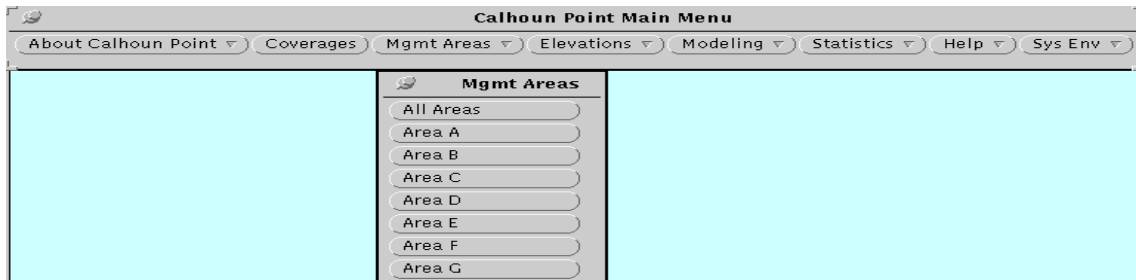 Calhoun Point Main Menu
About Calhoun Point Coverages Mgmt Areas Elevations Modeling Statistics Help Sys Env
Mgmt Areas
All Areas
Area A
Area B
Area C
Area D
Area E
Area F
Area G